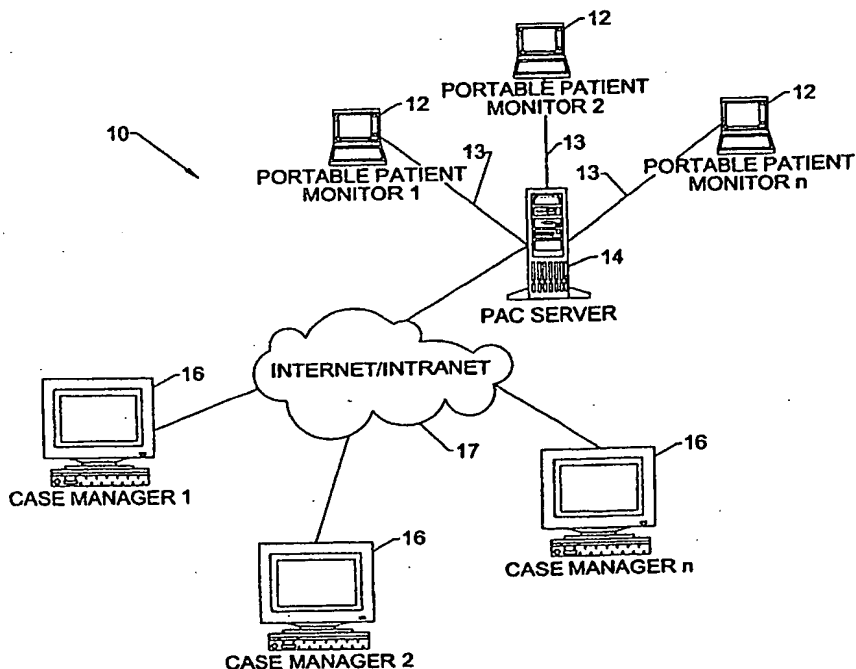 12
PORTABLE PATIENT
MONITOR 2
12
PORTABLE PATIENT
MONITOR 1
12
PORTABLE PATIENT
MONITOR n
10
13
13
13
14
PAC SERVER
INTERNET/INTRANET
17
16
CASE MANAGER 1
16
CASE MANAGER 2
16
CASE MANAGER n